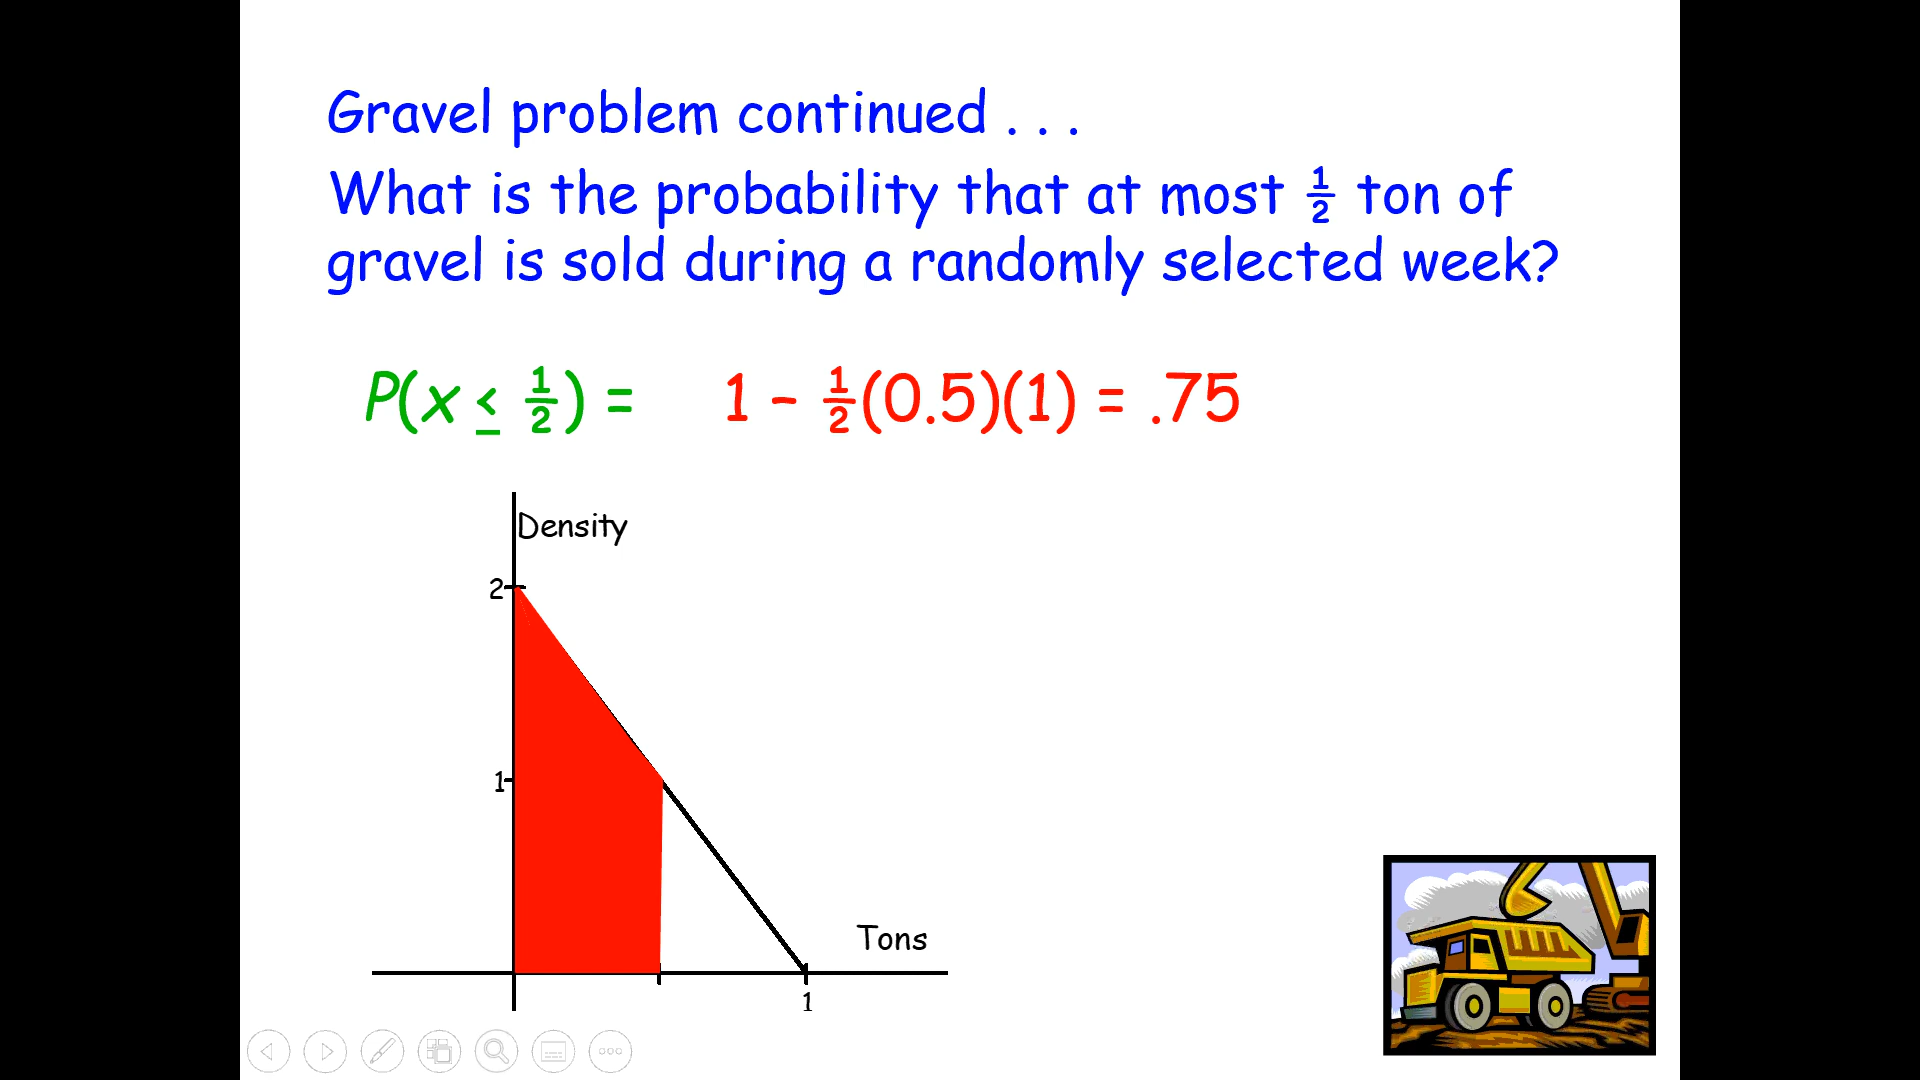 Gravel problem continued . . .
What is the probability that at most ½ ton of
gravel is sold during a randomly selected week?
P(x ≤ ½) = 1 – ½(0.5)(1) = .75
Density
2
1
Tons
1